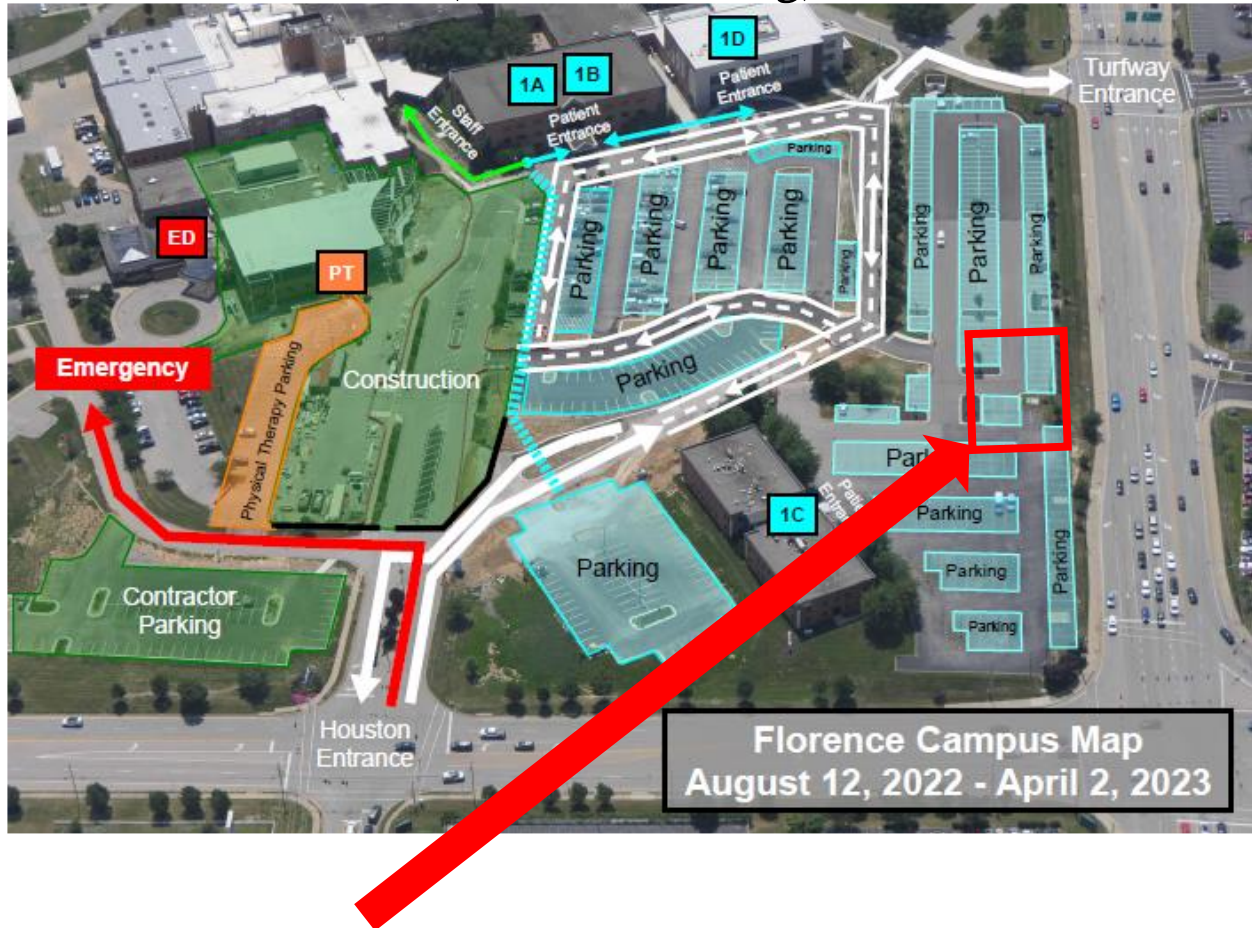 1D
1B
1A
Turfway
Entrance
Patient
Entrance
Patient
Entrance
Staff
Entrance
Parking
Parking
Parking
Parking
Parking
Parking
Parking
Parking
Parking
ED
PT
Emergency
Construction
Parking
Physical Therapy Parking
1C
Parking
Parking
Parking
Parking
Parking
Contractor
Parking
Houston
Entrance
Florence Campus Map
August 12, 2022 - April 2, 2023